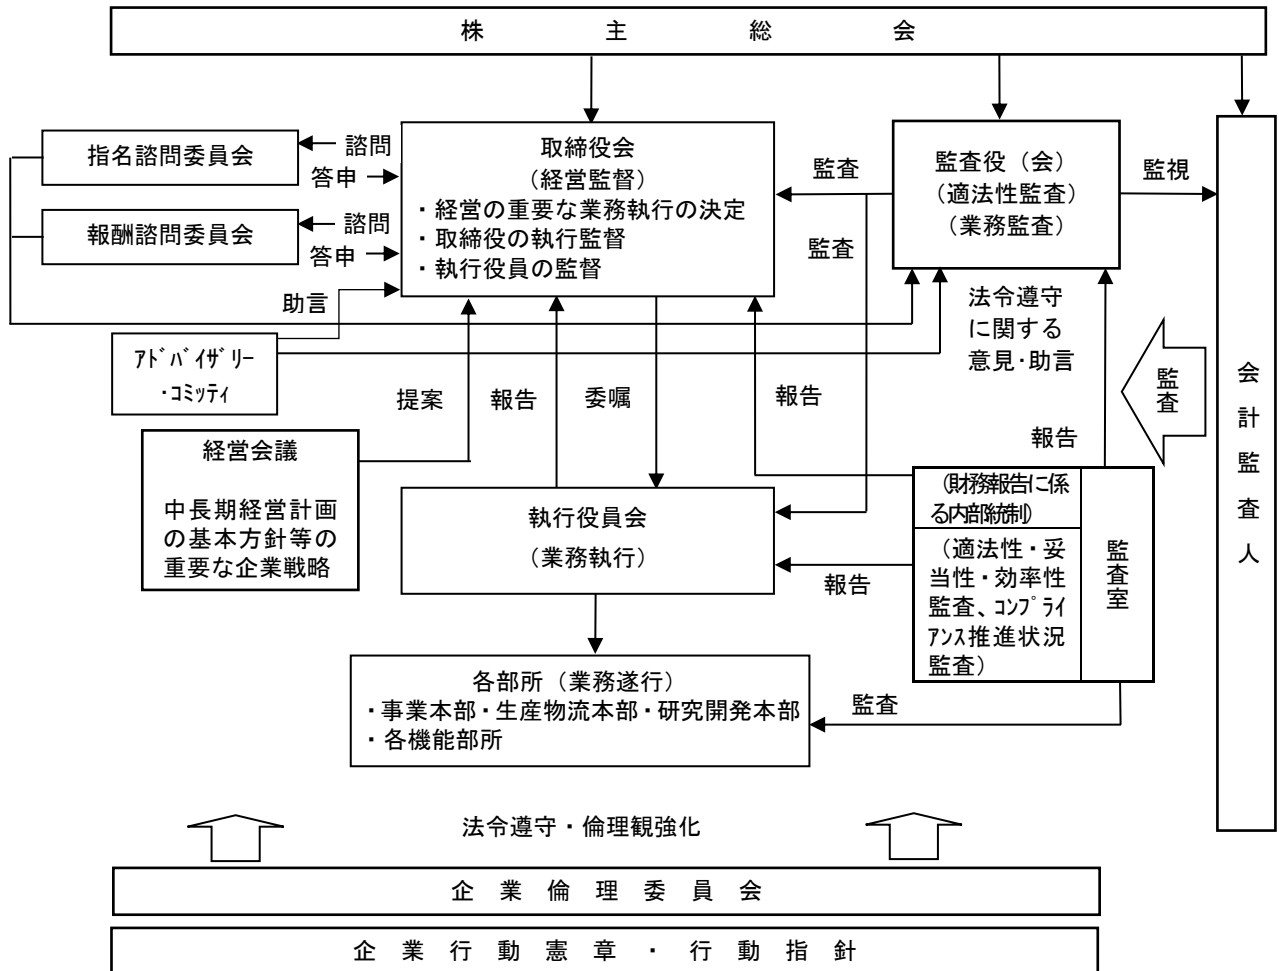 株主総会
指名諮問委員会
諮問
答申
報酬諮問委員会
諮問
答申
助言
取締役会
(経営監督)
・経営の重要な業務執行の決定
・取締役の執行監督
・執行役員の監督
監査
監査
監査役（会）
(適法性監査)
(業務監査)
監視
法令遵守
に関する
意見・助言
ｱﾄﾞﾊﾞｲｻﾞﾘｰ
・ｺﾐｯﾃｨ
提案
報告
委嘱
報告
報告
監査
会計監査人
経営会議
中長期経営計画
の基本方針等の
重要な企業戦略
執行役員会
(業務執行)
報告
(財務報告に係
る内部統制)
（適法性・妥
当性・効率性
監査、ｺﾝﾌﾟﾗｲ
ｱﾝｽ推進状況
監査）
監査室
各部所（業務遂行）
・事業本部・生産物流本部・研究開発本部
・各機能部所
監査
法令遵守・倫理観強化
企業倫理委員会
企業行動憲章・行動指針